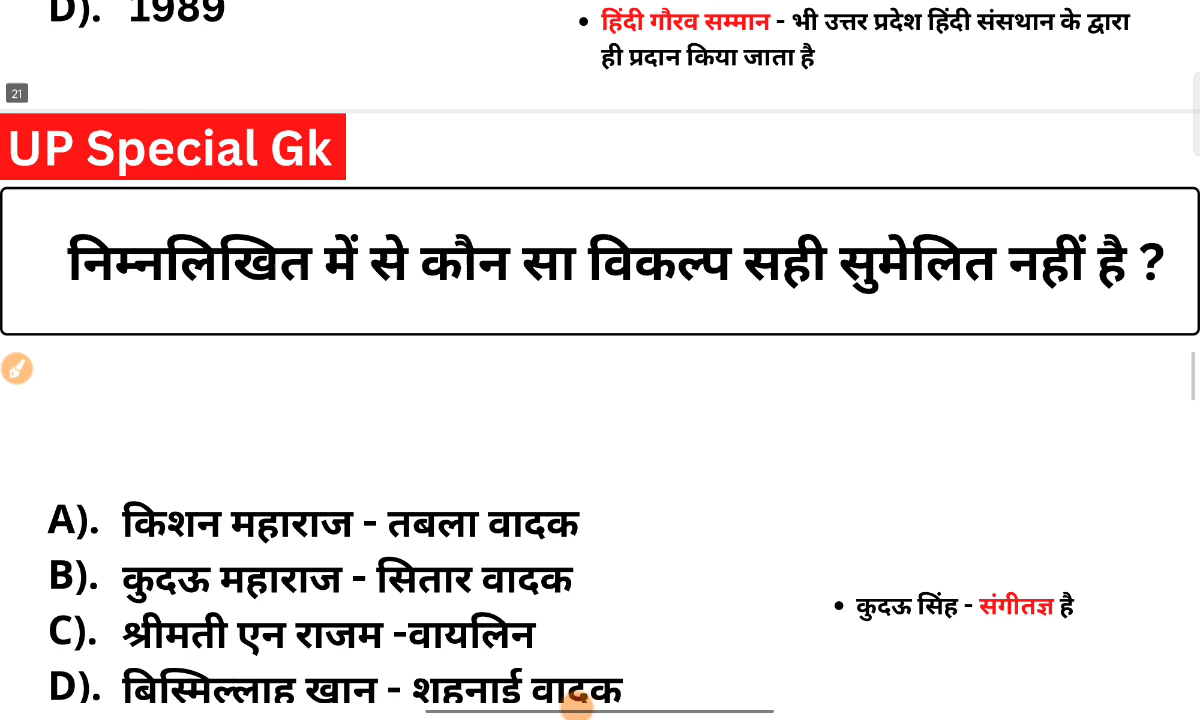 D). 1989
• हिंदी गौरव सम्मान - भी उत्तर प्रदेश हिंदी संसथान के द्वारा
ही प्रदान किया जाता है
21
UP Special Gk
निम्नलिखित में से कौन सा विकल्प सही सुमेलित नहीं है ?
A). किशन महाराज - तबला वादक
B). कुदऊ महाराज - सितार वादक
C). श्रीमती एन राजम -वायलिन
D). बिस्मिल्लाह खान - शहनाई वादक
• कुदऊ सिंह - संगीतज्ञ है